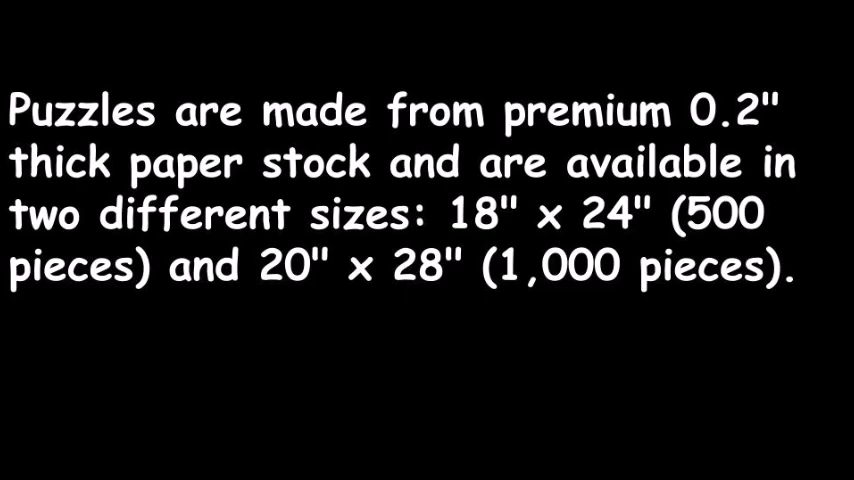 Puzzles are made from premium 0.2"
thick paper stock and are available in
two different sizes: 18" x 24" (500
pieces) and 20" x 28" (1,000 pieces).